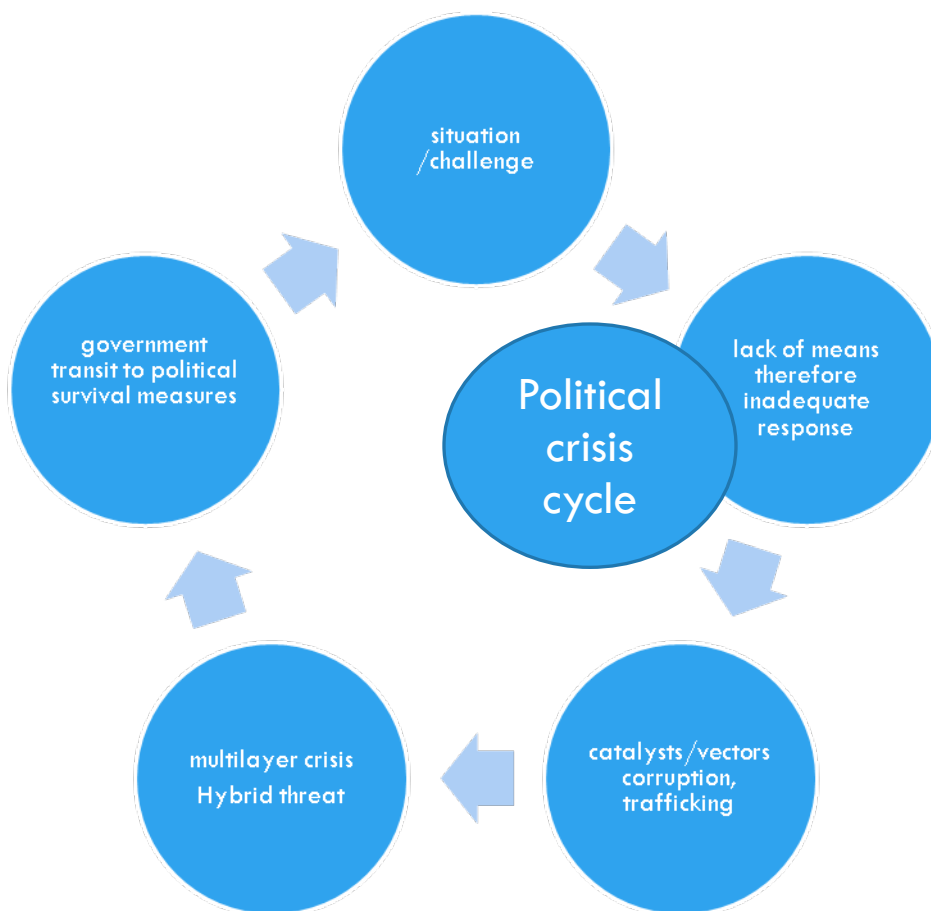 situation
/challenge
lack of means
therefore
inadequate
response
Political
crisis
cycle
government
transit to political
survival measures
catalysts/vectors
corruption,
trafficking
multilayer crisis
Hybrid threat